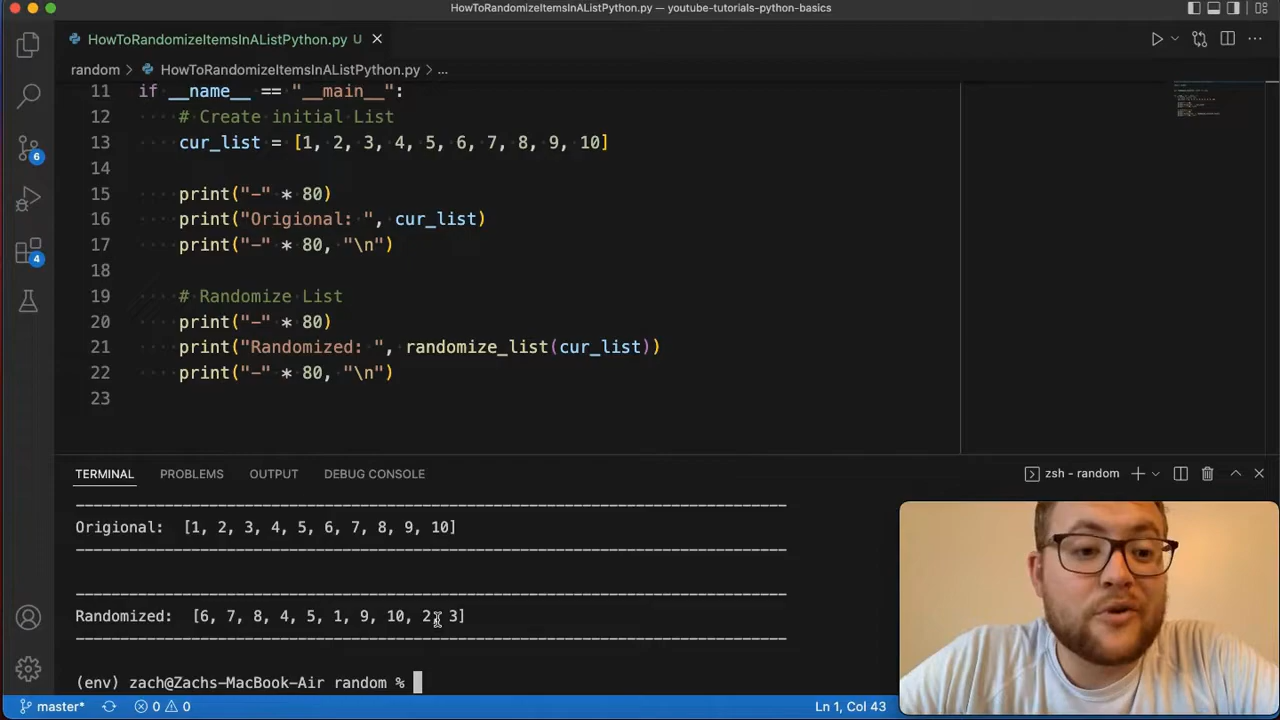 HowToRandomizeItemsInAListPython.py — youtube-tutorials-python-basics
HowToRandomizeItemsInAListPython.py U
random > HowToRandomizeItemsInAListPython.py > ...
11 if __name__ == "__main__":
12 # Create initial List
13 cur_list = [1, 2, 3, 4, 5, 6, 7, 8, 9, 10]
14
15 print("-" * 80)
16 print("Origional: ", cur_list)
17 print("-" * 80, "\n")
18
19 # Randomize List
20 print("-" * 80)
21 print("Randomized: ", randomize_list(cur_list))
22 print("-" * 80, "\n")
23
6
4
TERMINAL PROBLEMS OUTPUT DEBUG CONSOLE zsh - random
--------------------------------------------------------------------------------
Origional: [1, 2, 3, 4, 5, 6, 7, 8, 9, 10]
--------------------------------------------------------------------------------
--------------------------------------------------------------------------------
Randomized: [6, 7, 8, 4, 5, 1, 9, 10, 2, 3]
--------------------------------------------------------------------------------
(env) zach@Zachs-MacBook-Air random %
master* 0 0 Ln 1, Col 43